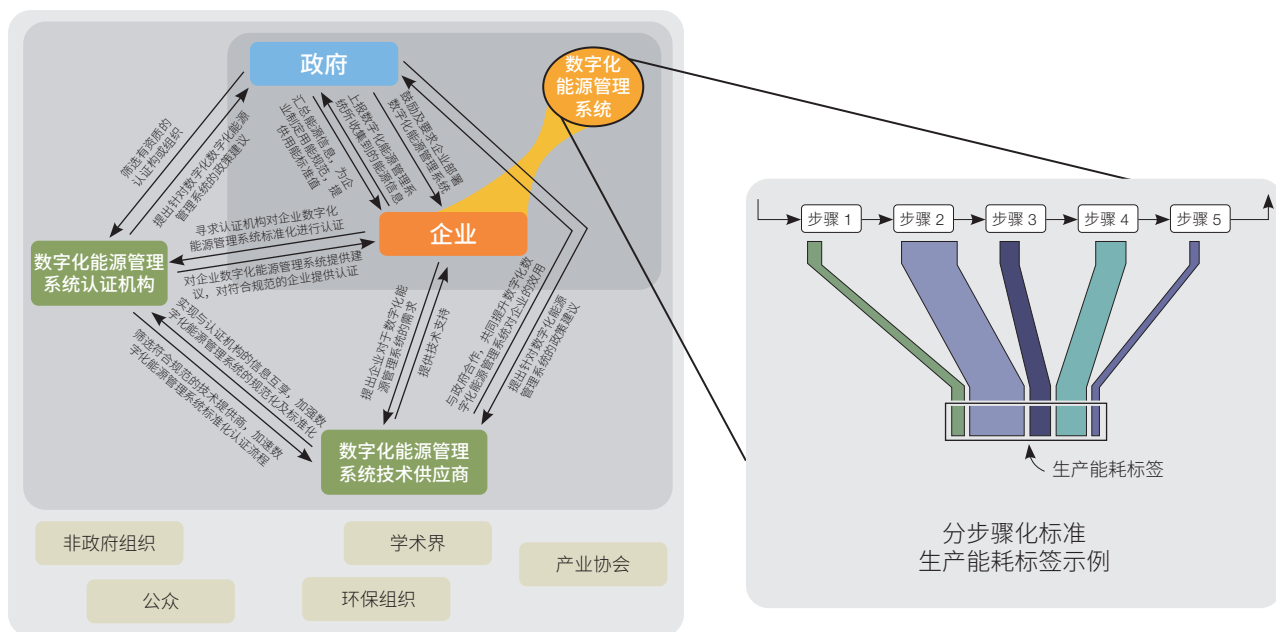 政府
数字化
能源管理
系统
筛选有资质的
认证构或组织
提出针对数字化数字化能源
管理系统的政策建议
汇总能源信息，为企
业制定用能规范，提
供用能标准值
上报数字化能源管理系
统所收集到的能源信息
鼓励及要求企业部署
数字化能源管理系统
企业
寻求认证机构对企业数字化
能源管理系统标准化进行认证
对企业数字化能源管理系统提供建
议，对符合规范的企业提供认证
数字化能源管理
系统认证机构
实现与认证机构的信息互享，加强数
字化能源管理系统的规范化及标准化
筛选符合规范的技术提供商，加速数
字化能源管理系统标准化认证流程
提出企业对于数字化能
源管理系统的需求
提供技术支持
与政府合作，共同提升数字化数
字化能源管理系统对企业的效用
提出针对数字化能源
管理系统的政策建议
数字化能源管理
系统技术供应商
非政府组织
学术界
产业协会
公众
环保组织
步骤 1
步骤 2
步骤 3
步骤 4
步骤 5
生产能耗标签
分步骤化标准
生产能耗标签示例